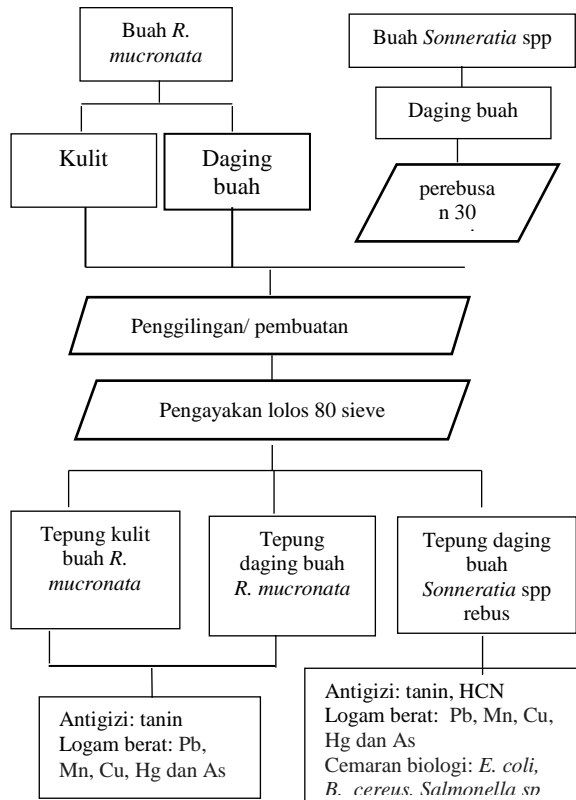 Buah R.
mucronata
Buah Sonneratia spp
Kulit
Daging
buah
Daging buah
perebusa
n 30
Penggilingan/ pembuatan
Pengayakan lolos 80 sieve
Tepung kulit
buah R.
mucronata
Tepung
daging buah
R. mucronata
Tepung daging
buah
Sonneratia spp
rebus
Antigizi: tanin
Logam berat: Pb,
Mn, Cu, Hg dan As
Antigizi: tanin, HCN
Logam berat: Pb, Mn, Cu,
Hg dan As
Cemaran biologi: E. coli,
B. cereus, Salmonella sp